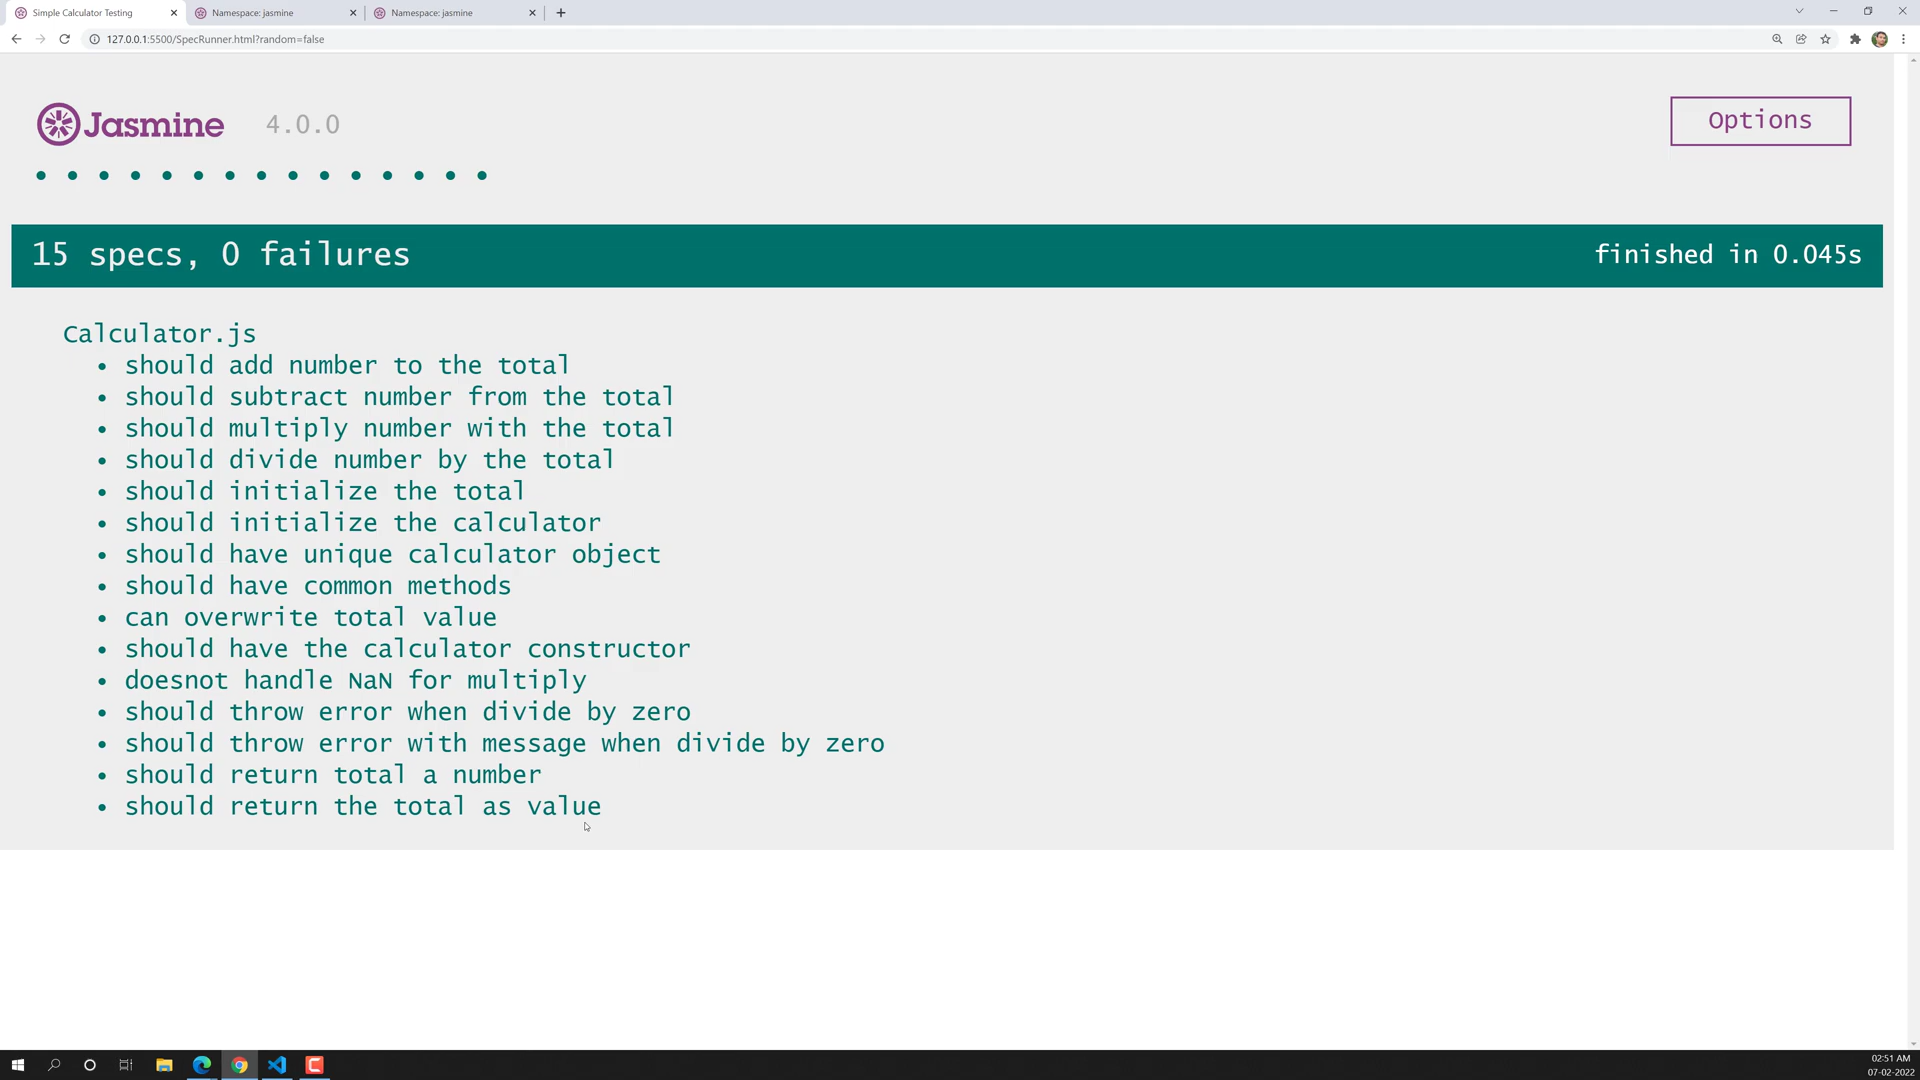 Simple Calculator Testing
Namespace: jasmine
Namespace: jasmine
127.0.0.1:5500/SpecRunner.html?random=false
Jasmine 4.0.0
Options
15 specs, 0 failures
finished in 0.045s
Calculator.js
• should add number to the total
• should subtract number from the total
• should multiply number with the total
• should divide number by the total
• should initialize the total
• should initialize the calculator
• should have unique calculator object
• should have common methods
• can overwrite total value
• should have the calculator constructor
• doesnot handle NaN for multiply
• should throw error when divide by zero
• should throw error with message when divide by zero
• should return total a number
• should return the total as value
02:51 AM
07-02-2022